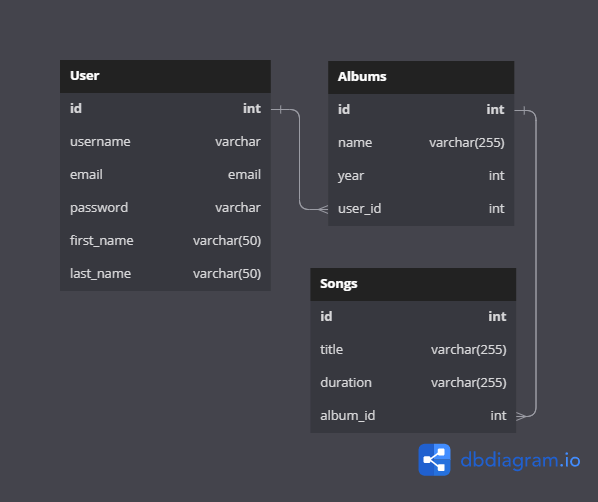 User
id int
username varchar
email email
password varchar
first_name varchar(50)
last_name varchar(50)
Albums
id int
name varchar(255)
year int
user_id int
Songs
id int
title varchar(255)
duration varchar(255)
album_id int
dbdiagram.io